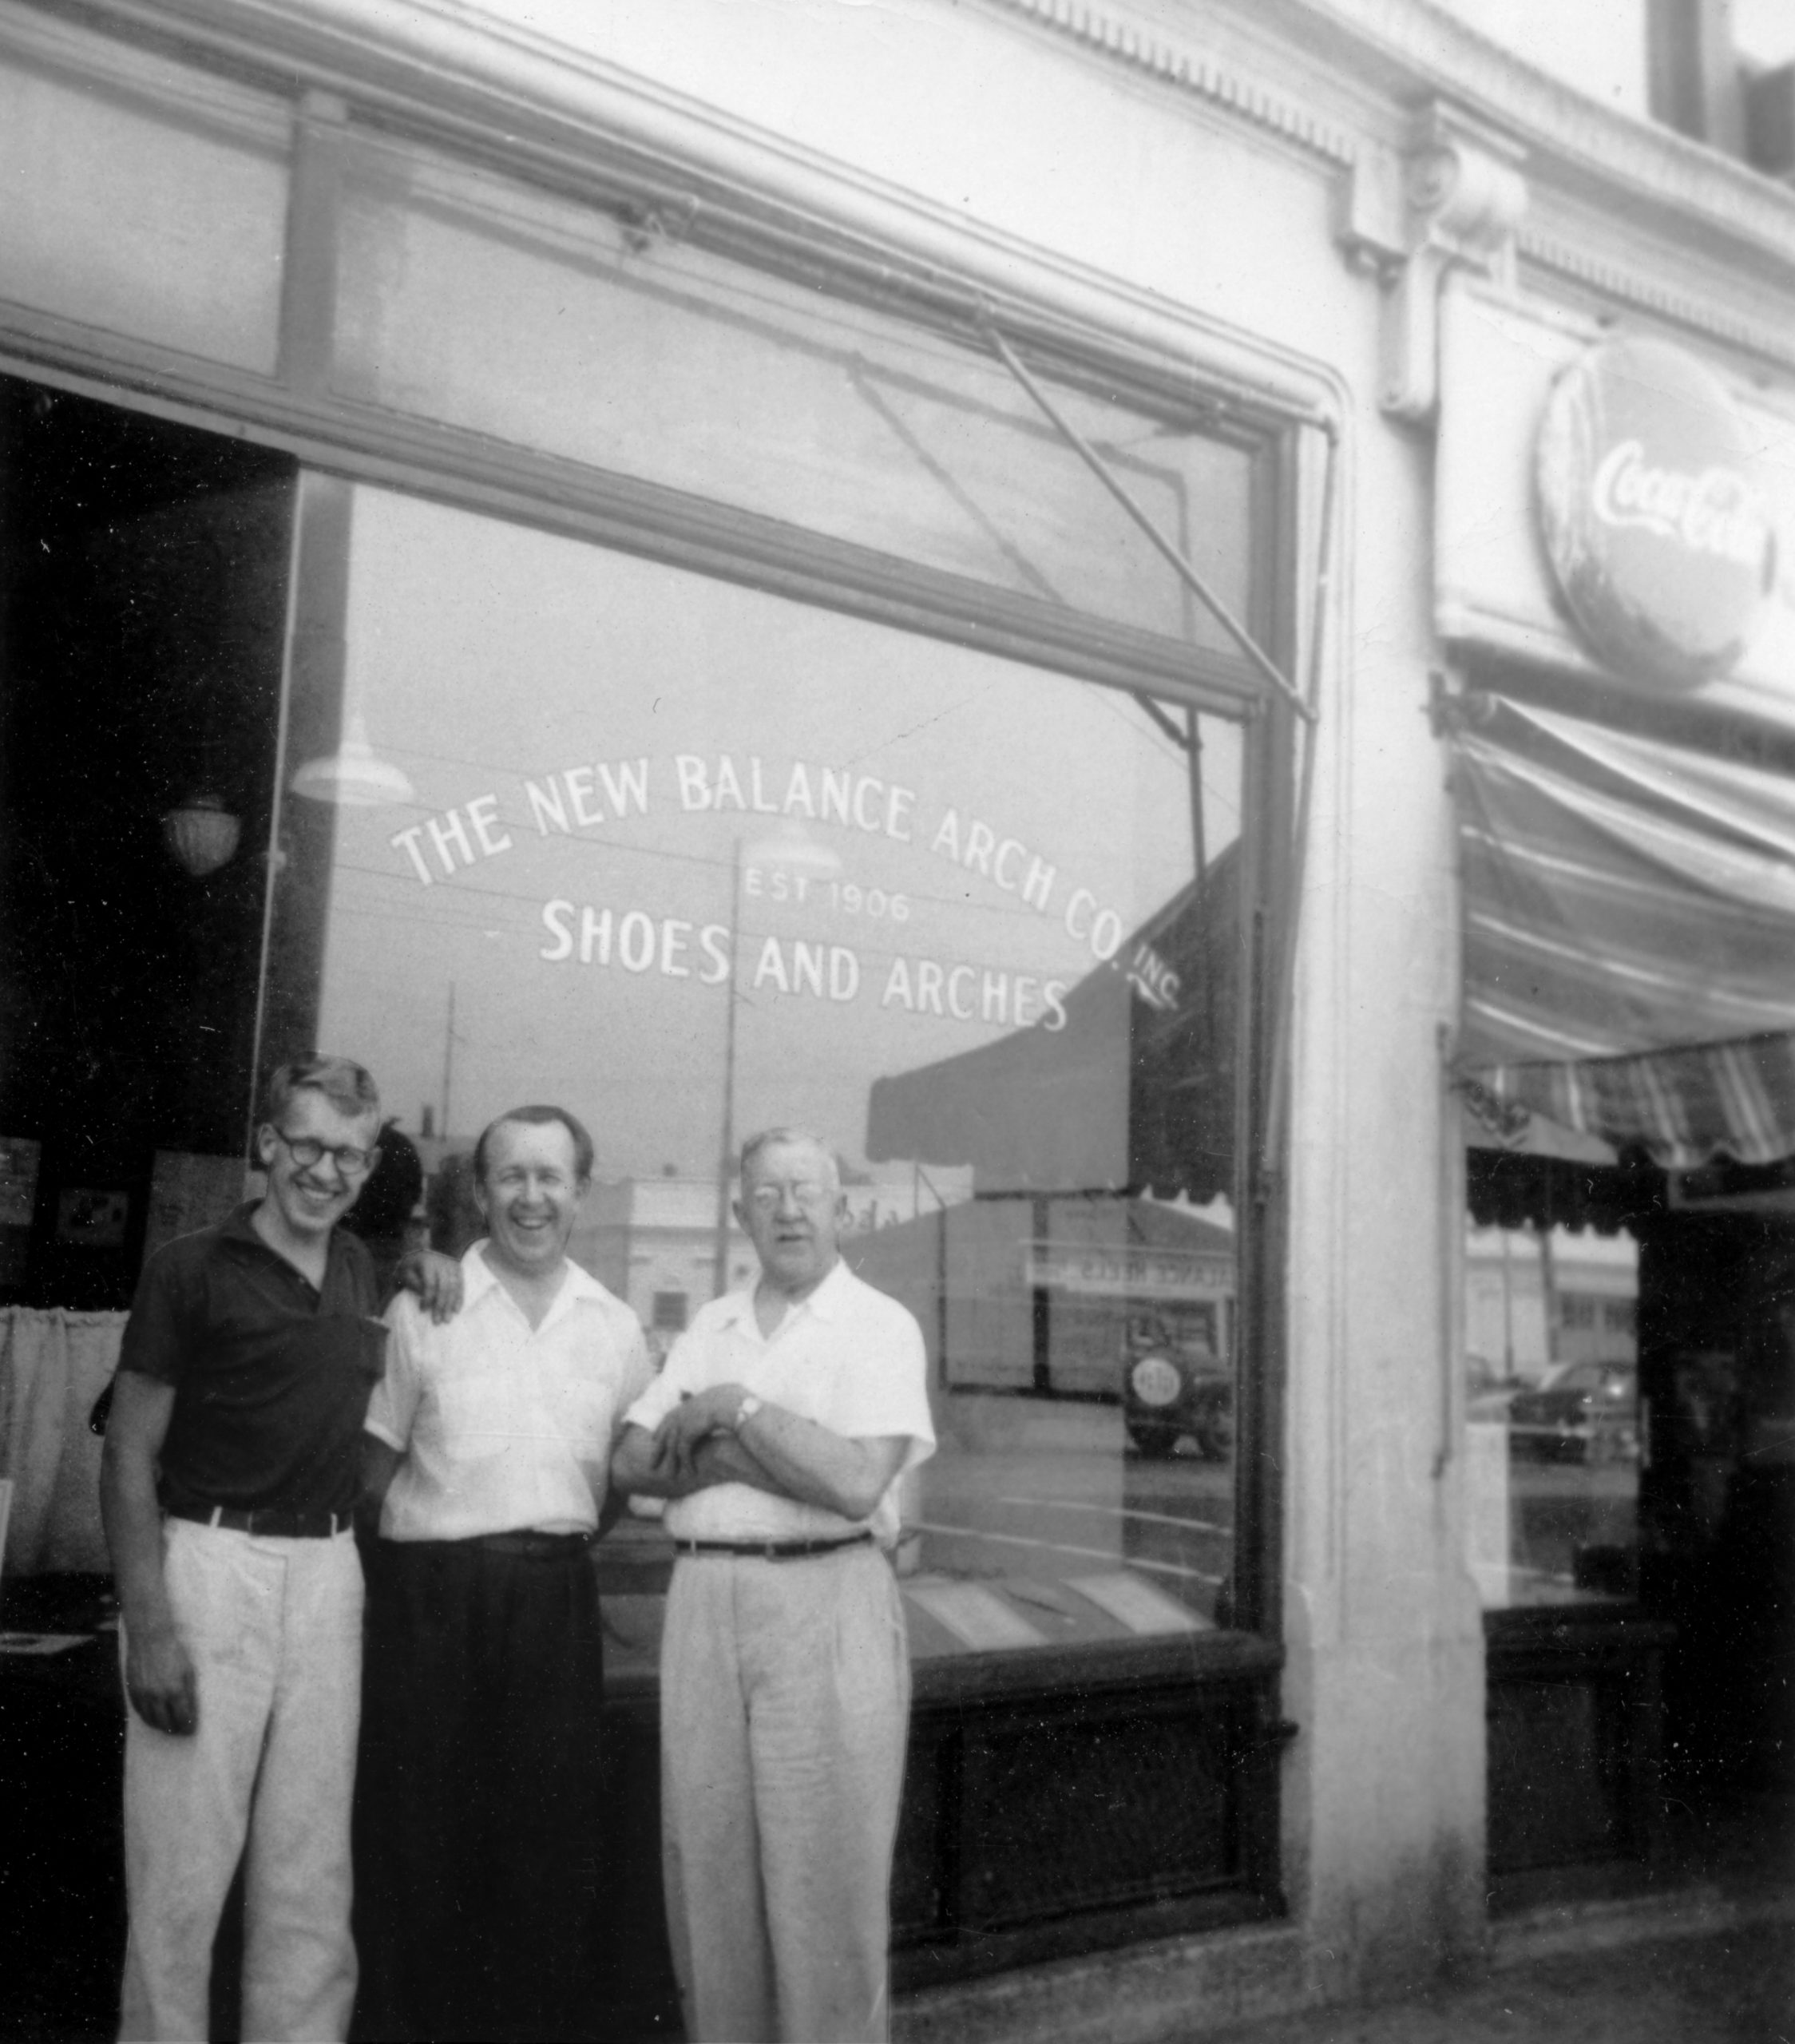 THE NEW BALANCE ARCH CO. INC.
EST 1906
SHOES AND ARCHES
Coca-Cola